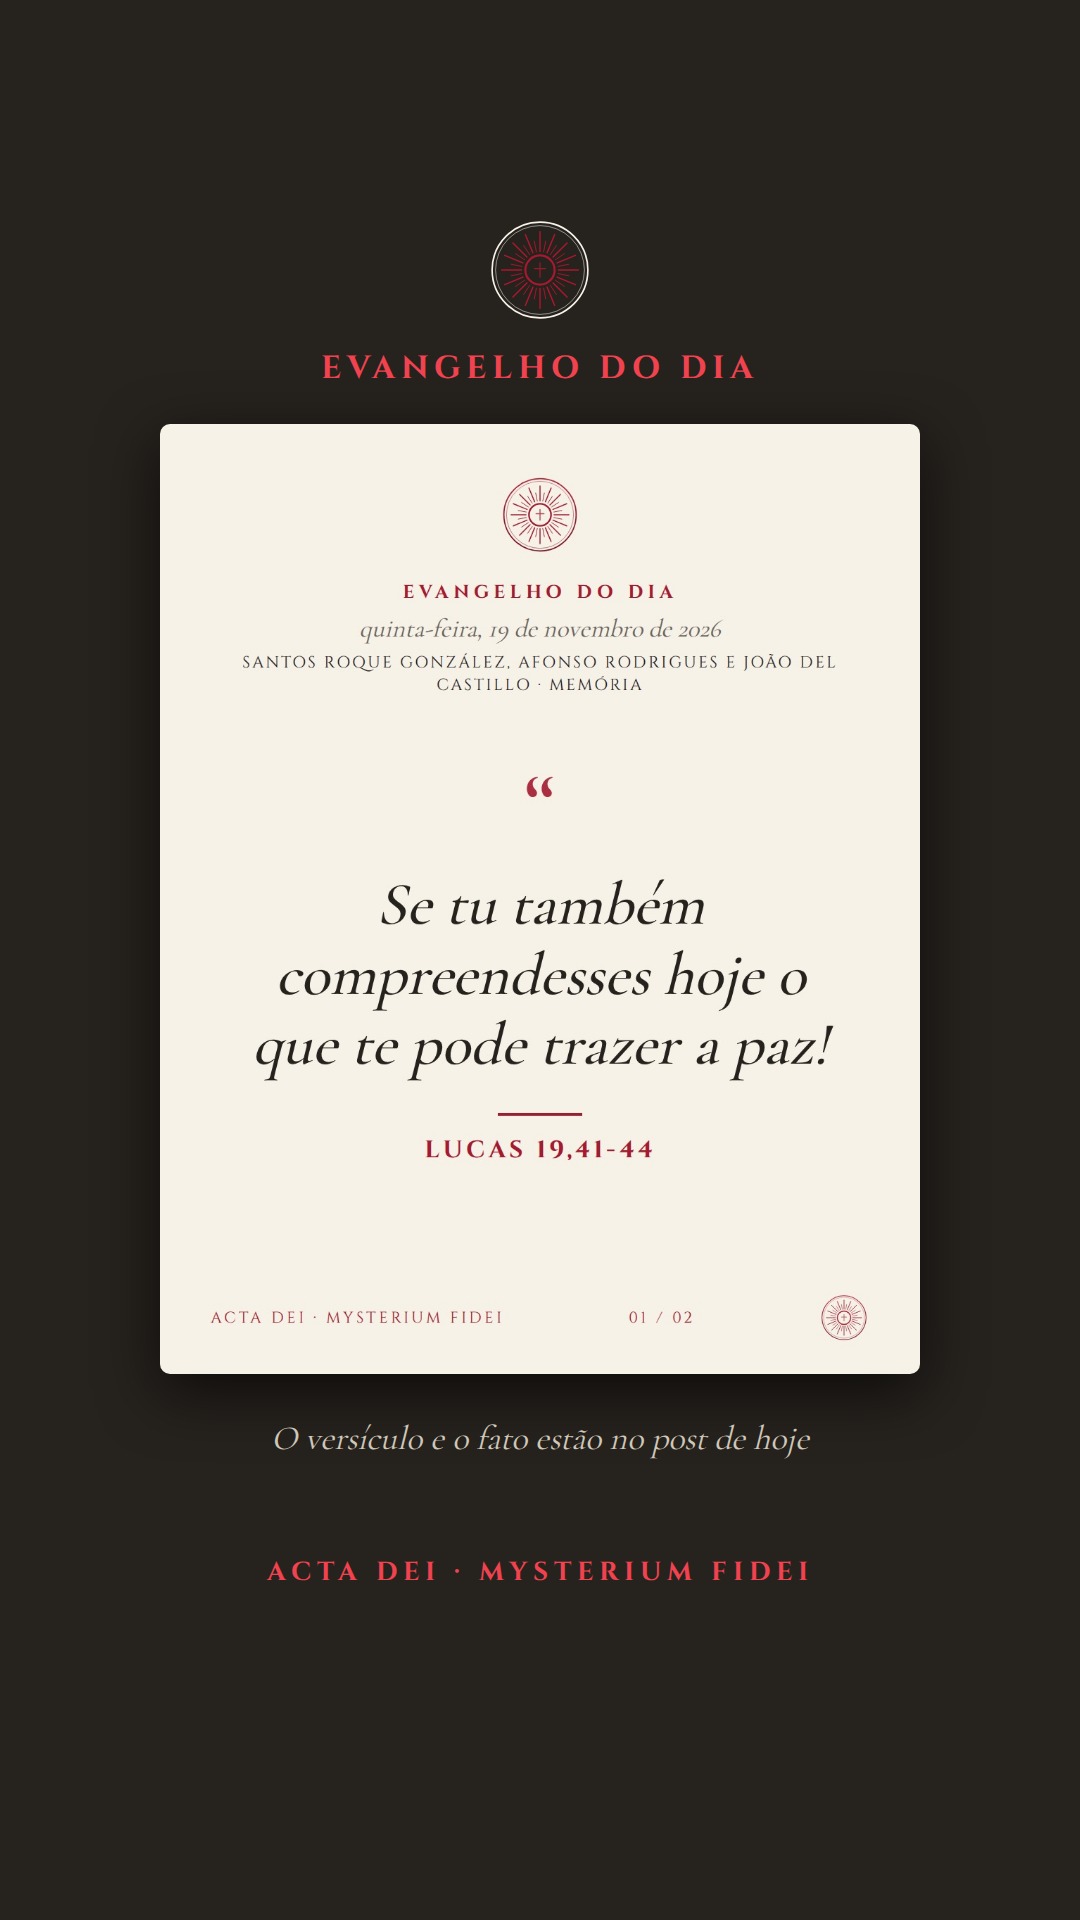 EVANGELHO DO DIA
EVANGELHO DO DIA
quinta-feira, 19 de novembro de 2026
SANTOS ROQUE GONZÁLEZ, AFONSO RODRIGUES E JOÃO DEL
CASTILLO · MEMÓRIA
“
Se tu também
compreendesses hoje o
que te pode trazer a paz!
LUCAS 19,41-44
ACTA DEI · MYSTERIUM FIDEI 01 / 02
O versículo e o fato estão no post de hoje
ACTA DEI · MYSTERIUM FIDEI